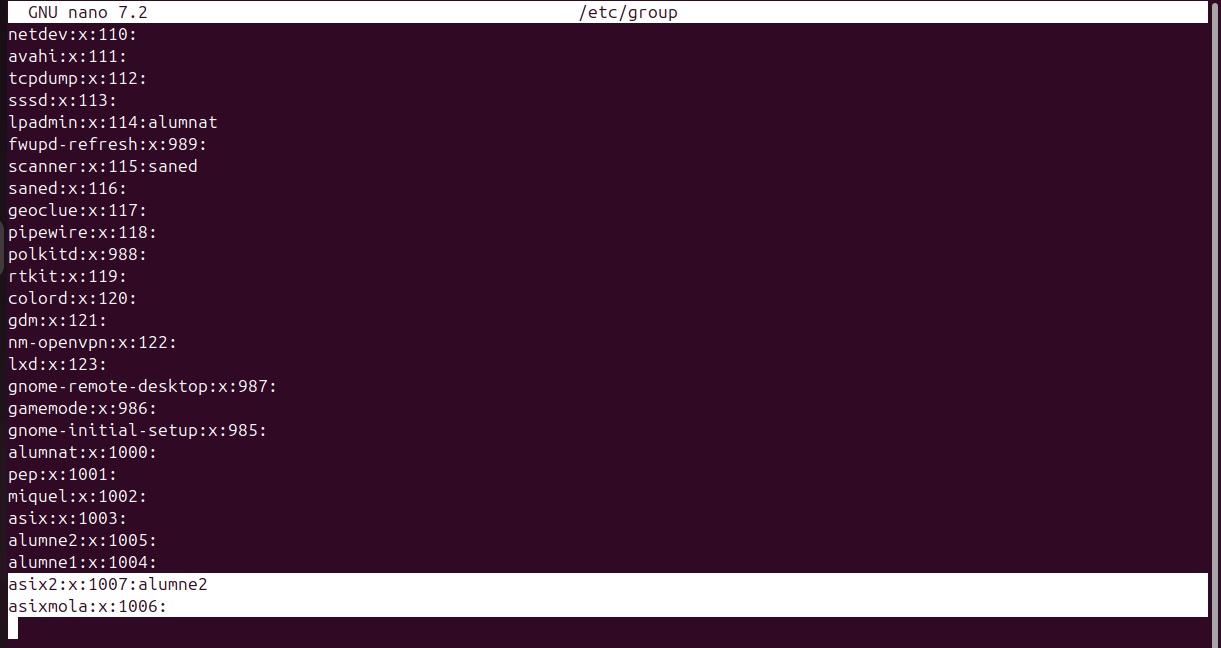 GNU nano 7.2 /etc/group
netdev:x:110:
avahi:x:111:
tcpdump:x:112:
sssd:x:113:
lpadmin:x:114:alumnat
fwupd-refresh:x:989:
scanner:x:115:saned
saned:x:116:
geoclue:x:117:
pipewire:x:118:
polkitd:x:988:
rtkit:x:119:
colord:x:120:
gdm:x:121:
nm-openvpn:x:122:
lxd:x:123:
gnome-remote-desktop:x:987:
gamemode:x:986:
gnome-initial-setup:x:985:
alumnat:x:1000:
pep:x:1001:
miquel:x:1002:
asix:x:1003:
alumne2:x:1005:
alumne1:x:1004:
asix2:x:1007:alumne2
asixmola:x:1006: